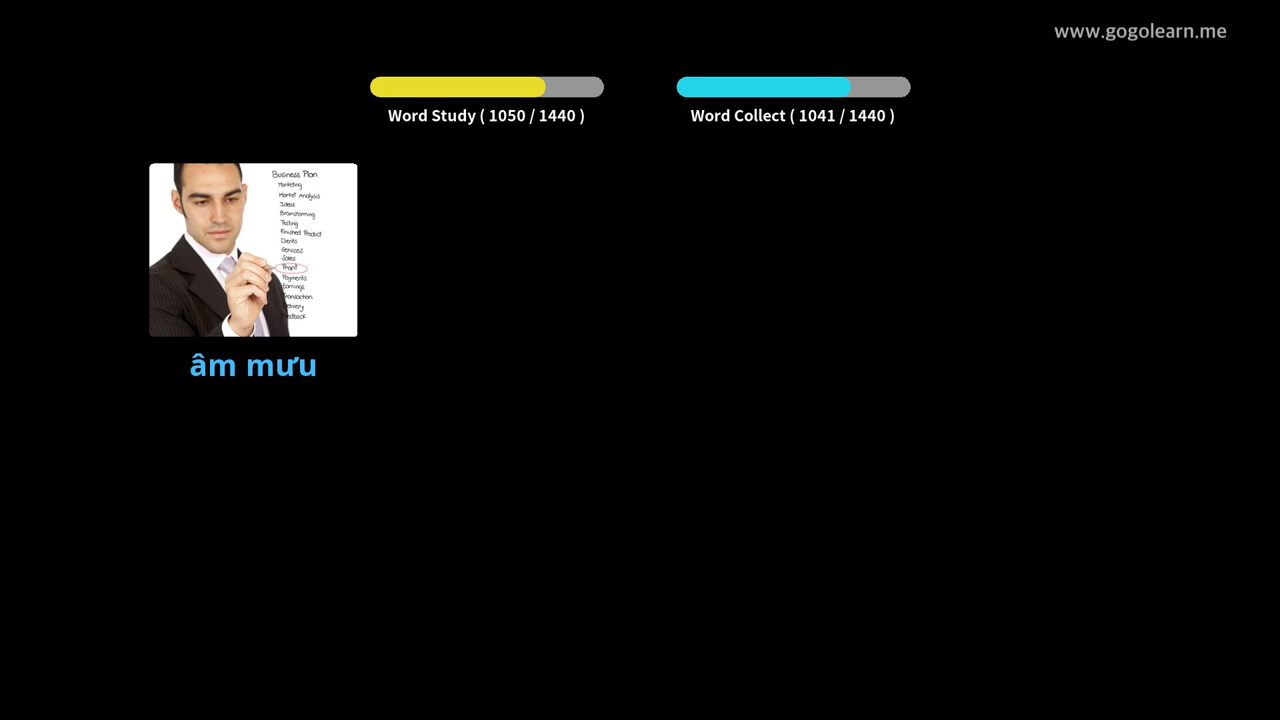 www.gogolearn.me
Word Study ( 1050 / 1440 )
Word Collect ( 1041 / 1440 )
Business Plan
Marketing
Market Analysis
Ideas
Brainstorming
Testing
Finished Product
Clients
Services
Sales
Profit
Payments
Earnings
Transaction
Delivery
Feedback
âm mưu